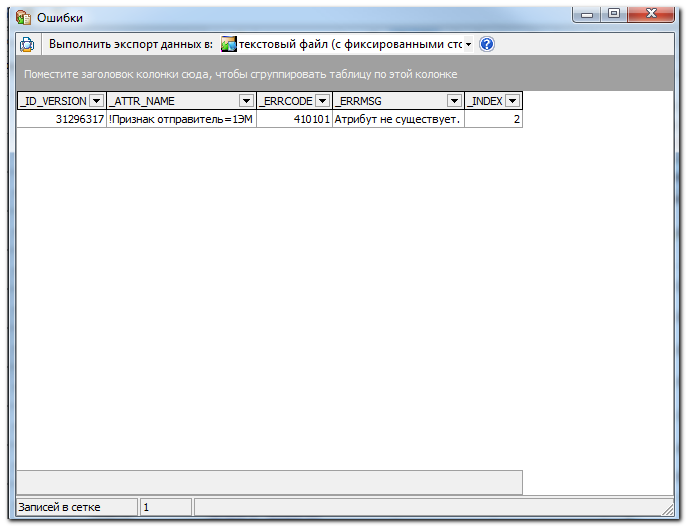 Ошибки
Выполнить экспорт данных в: текстовый файл (с фиксированными сто
Поместите заголовок колонки сюда, чтобы сгруппировать таблицу по этой колонке
_ID_VERSION _ATTR_NAME _ERRCODE _ERRMSG _INDEX
31296317 !Признак отправитель=1ЭМ 410101 Атрибут не существует. 2
Записей в сетке 1